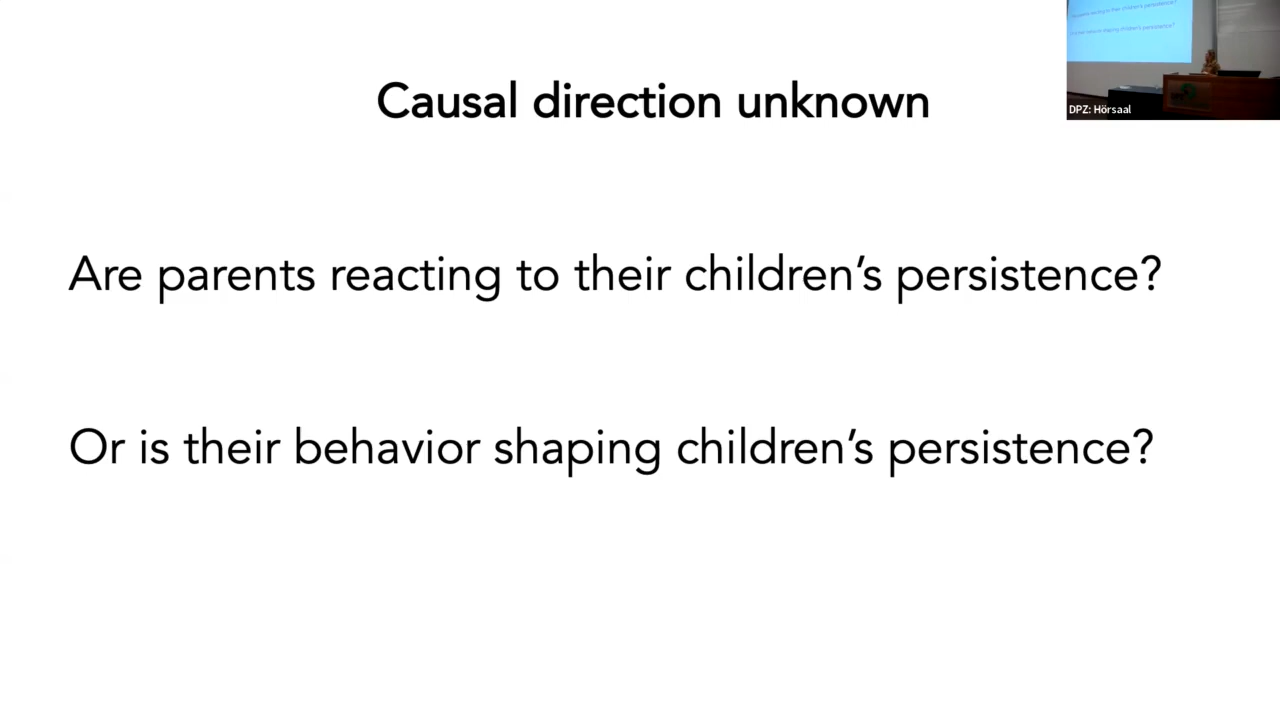 Causal direction unknown
Are parents reacting to their children’s persistence?
Or is their behavior shaping children’s persistence?
DPZ: Hörsaal